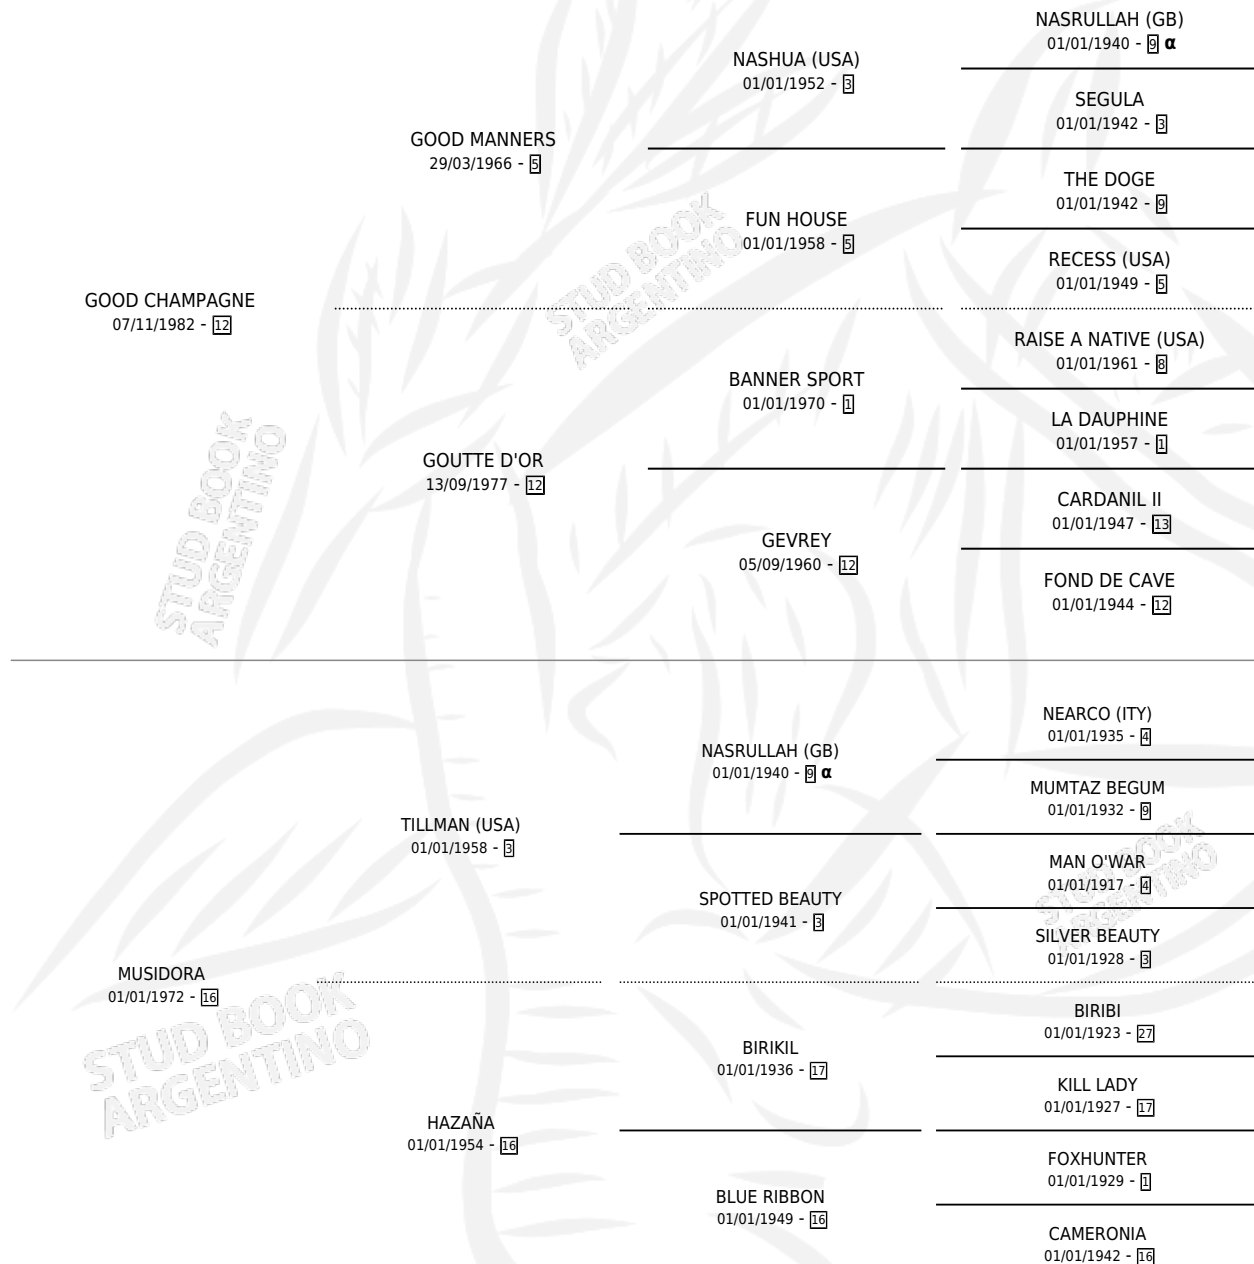 NASRULLAH (GB)
01/01/1940 - 9 α
NASHUA (USA)
01/01/1952 - 3
SEGULA
01/01/1942 - 3
GOOD MANNERS
29/03/1966 - 5
THE DOGE
01/01/1942 - 9
FUN HOUSE
01/01/1958 - 5
RECESS (USA)
01/01/1949 - 5
GOOD CHAMPAGNE
07/11/1982 - 12
RAISE A NATIVE (USA)
01/01/1961 - 8
BANNER SPORT
01/01/1970 - 1
LA DAUPHINE
01/01/1957 - 1
GOUTTE D'OR
13/09/1977 - 12
CARDANIL II
01/01/1947 - 13
GEVREY
05/09/1960 - 12
FOND DE CAVE
01/01/1944 - 12
STUD BOOK
ARGENTINO
STUD BOOK
ARGENTINO
NEARCO (ITY)
01/01/1935 - 4
NASRULLAH (GB)
01/01/1940 - 9 α
MUMTAZ BEGUM
01/01/1932 - 9
TILLMAN (USA)
01/01/1958 - 3
MAN O'WAR
01/01/1917 - 4
SPOTTED BEAUTY
01/01/1941 - 3
SILVER BEAUTY
01/01/1928 - 3
MUSIDORA
01/01/1972 - 16
BIRIBI
01/01/1923 - 27
BIRIKIL
01/01/1936 - 17
KILL LADY
01/01/1927 - 17
HAZAÑA
01/01/1954 - 16
FOXHUNTER
01/01/1929 - 1
BLUE RIBBON
01/01/1949 - 16
CAMERONIA
01/01/1942 - 16
STUD BOOK
ARGENTINO
STUD BOOK
ARGENTINO